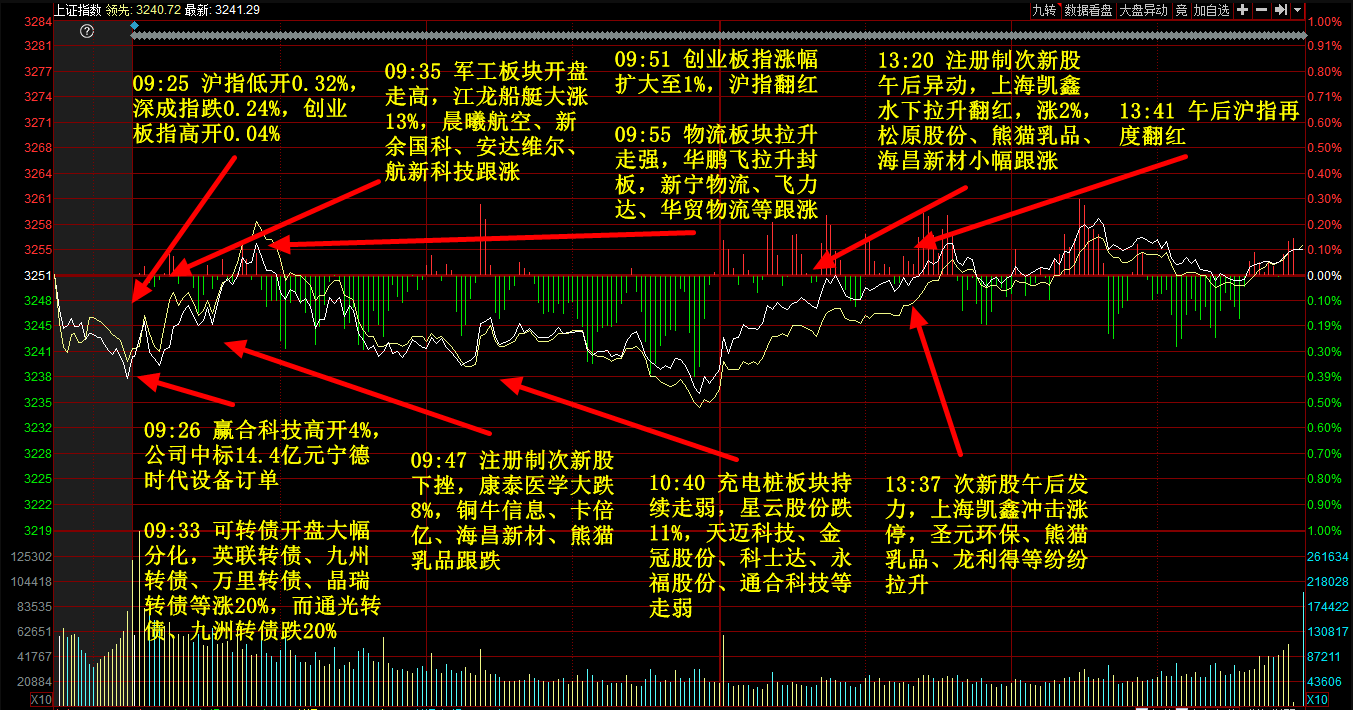 上证指数 领先: 3240.72 最新: 3241.29
九转 数据看盘 大盘异动 竞 加自选
3284
3281
3277
3274
3271
3268
3264
3261
3258
3255
3251
3248
3245
3241
3238
3235
3232
3228
3225
3222
3219
125302
104418
83535
62651
41767
20884
X10
09:25 沪指低开0.32%,
深成指跌0.24%, 创业
板指高开0.04%
09:35 军工板块开盘
走高, 江龙船艇大涨
13%, 晨曦航空、新
余国科、安达维尔、
航新科技跟涨
09:51 创业板指涨幅
扩大至1%, 沪指翻红
09:55 物流板块拉升
走强, 华鹏飞拉升封
板, 新宁物流、飞力
达、华贸物流等跟涨
13:20 注册制次新股
午后异动, 上海凯鑫
水下拉升翻红, 涨2%,
松原股份、熊猫乳品、
海昌新材小幅跟涨
13:41 午后沪指再
度翻红
09:26 赢合科技高开4%,
公司中标14.4亿元宁德
时代设备订单
09:33 可转债开盘大幅
分化, 英联转债、九州
转债、万里转债、晶瑞
转债等涨20%, 而通光转
债、九洲转债跌20%
09:47 注册制次新股
下挫, 康泰医学大跌
8%, 铜牛信息、卡倍
亿、海昌新材、熊猫
乳品跟跌
10:40 充电桩板块持
续走弱, 星云股份跌
11%, 天迈科技、金
冠股份、科士达、永
福股份、通合科技等
走弱
13:37 次新股午后发
力, 上海凯鑫冲击涨
停, 圣元环保、熊猫
乳品、龙利得等纷纷
拉升
1.00%
0.91%
0.80%
0.71%
0.60%
0.50%
0.40%
0.30%
0.20%
0.10%
0.00%
0.10%
0.19%
0.30%
0.39%
0.50%
0.60%
0.70%
0.80%
0.90%
1.00%
261634
218028
174422
130817
87211
43606
X10